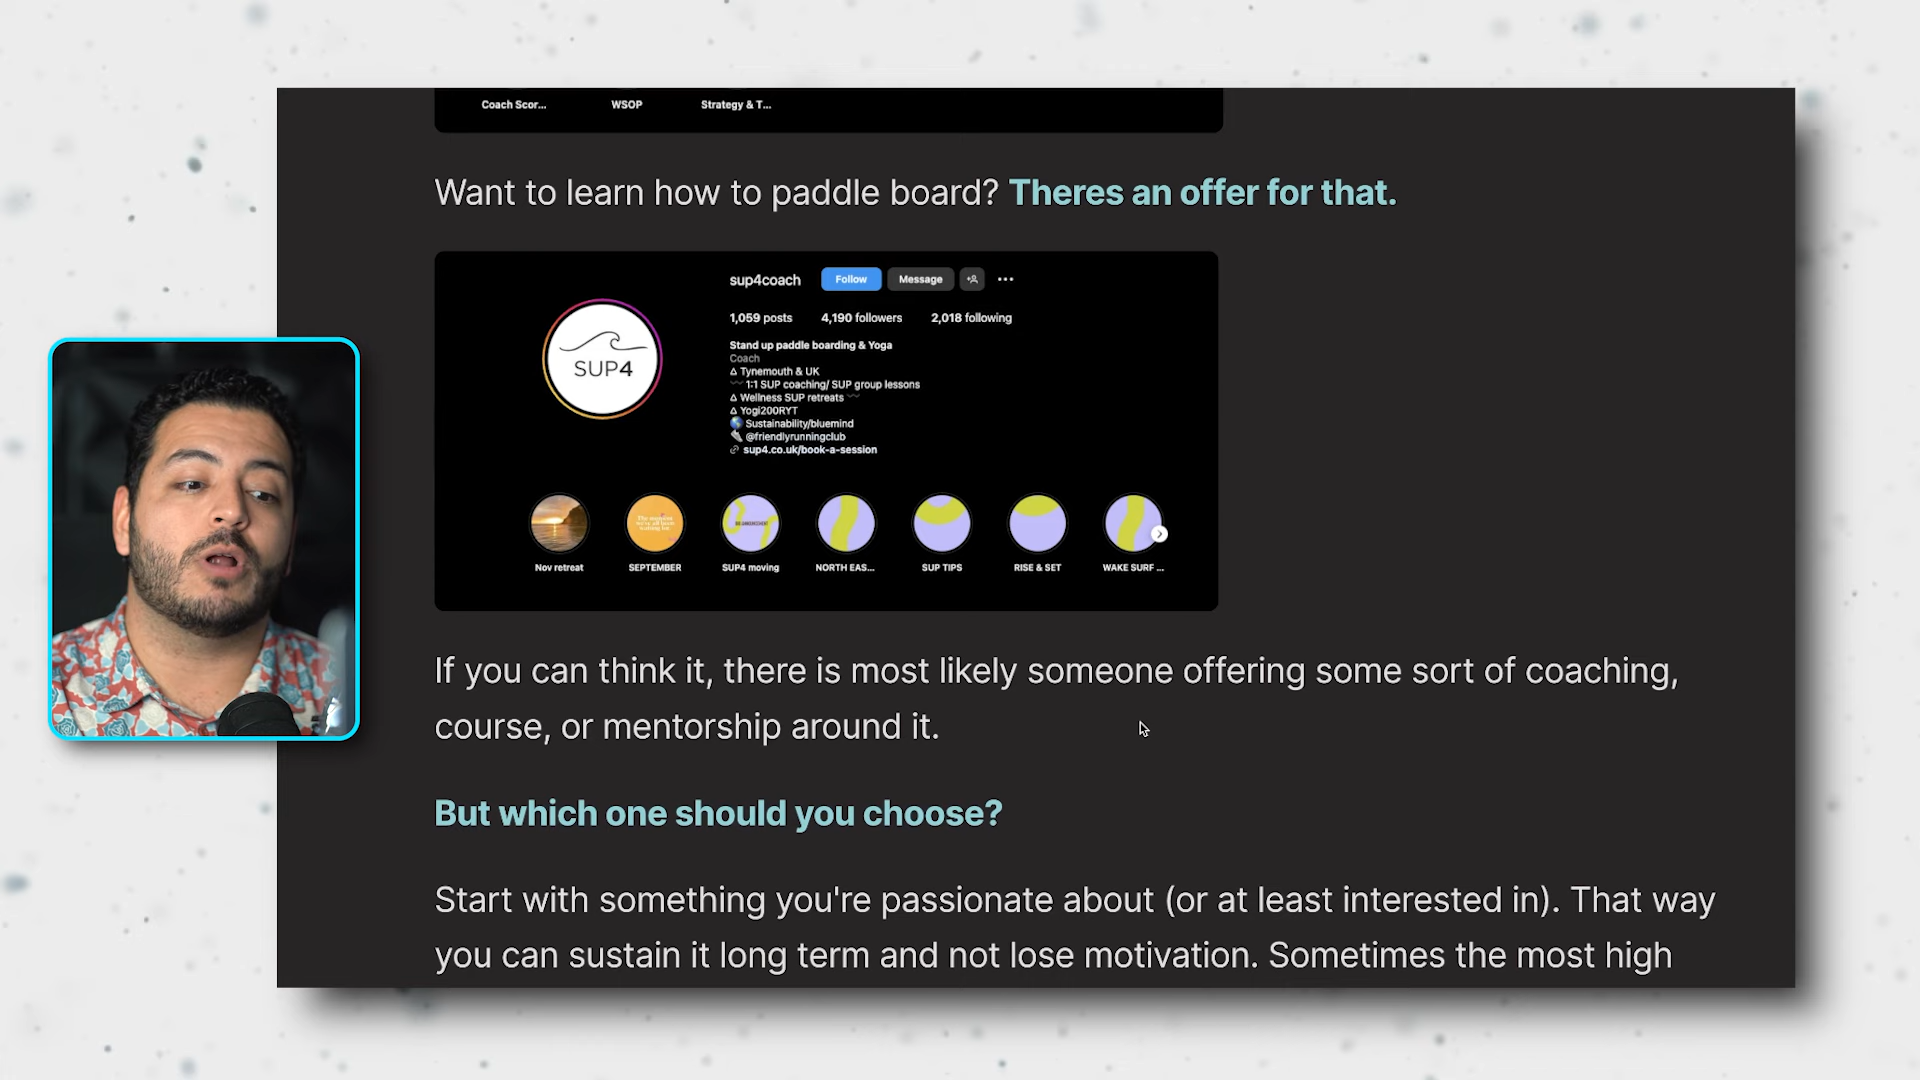 Coach Scor... WSOP Strategy & T...
Want to learn how to paddle board? Theres an offer for that.
sup4coach Follow Message
1,059 posts 4,190 followers 2,018 following
SUP4
Stand up paddle boarding & Yoga
Coach
Tynemouth & UK
1:1 SUP coaching/ SUP group lessons
Wellness SUP retreats
Yogi200RYT
Sustainability/bluemind
@friendlyrunningclub
sup4.co.uk/book-a-session
Nov retreat SEPTEMBER SUP4 moving NORTH EAS... SUP TIPS RISE & SET WAKE SURF ...
If you can think it, there is most likely someone offering some sort of coaching,
course, or mentorship around it.
But which one should you choose?
Start with something you're passionate about (or at least interested in). That way
you can sustain it long term and not lose motivation. Sometimes the most high